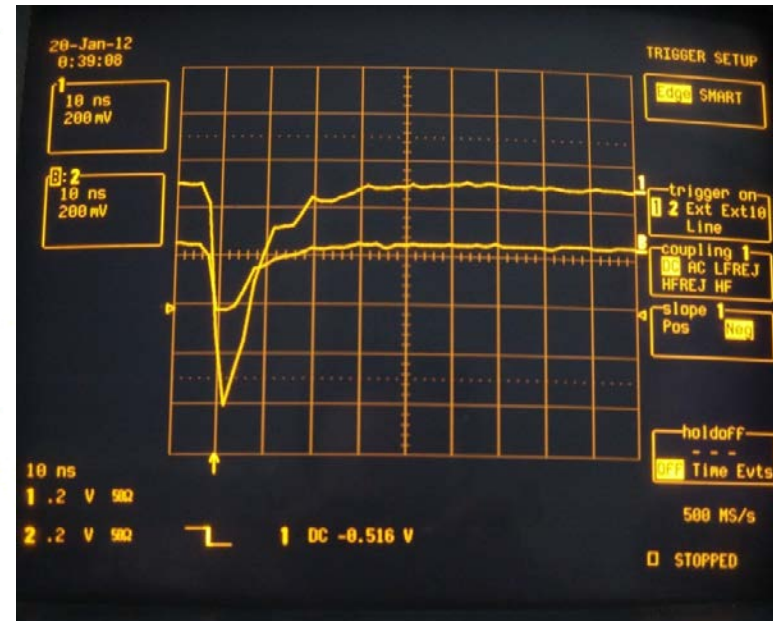 20-Jan-12
0:39:08
1
10 ns
200 mV
B:2
10 ns
200 mV
1
B
TRIGGER SETUP
Edge SMART
trigger on
1 2 Ext Ext10
Line
coupling 1
DC AC LFREJ
HFREJ HF
slope 1
Pos Neg
holdoff
- - -
OFF Time Evts
10 ns
1 .2 V 50Ω
2 .2 V 50Ω
1 DC -0.516 V
500 MS/s
STOPPED